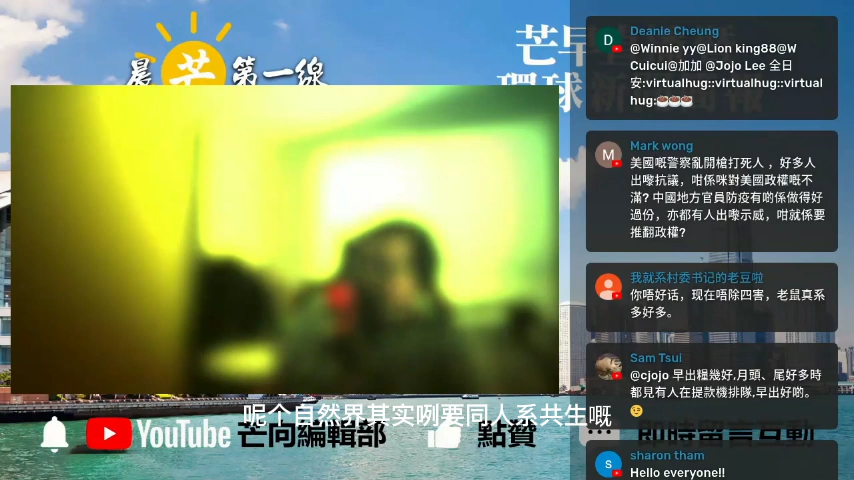 晨芒第一線
芒早
環球新
報
Deanie Cheung
@Winnie yy@Lion king88@W
Cuicui@加加 @Jojo Lee 全日
安:virtualhug::virtualhug::virtual
hug:☕☕☕
Mark wong
美國嘅警察亂開槍打死人，好多人
出嚟抗議，咁係咪對美國政權嘅不
滿? 中國地方官員防疫有啲係做得好
過份，亦都有人出嚟示威，咁就係要
推翻政權?
我就系村委书记的老豆啦
你唔好话，现在唔除四害，老鼠真系
多好多。
Sam Tsui
@cjojo 早出糧幾好,月頭、尾好多時
都見有人在提款機排隊,早出好啲。
😉
sharon tham
Hello everyone!!
呢个自然界其实咧要同人系共生嘅
YouTube 芒向編輯部
點贊
即時留言互動